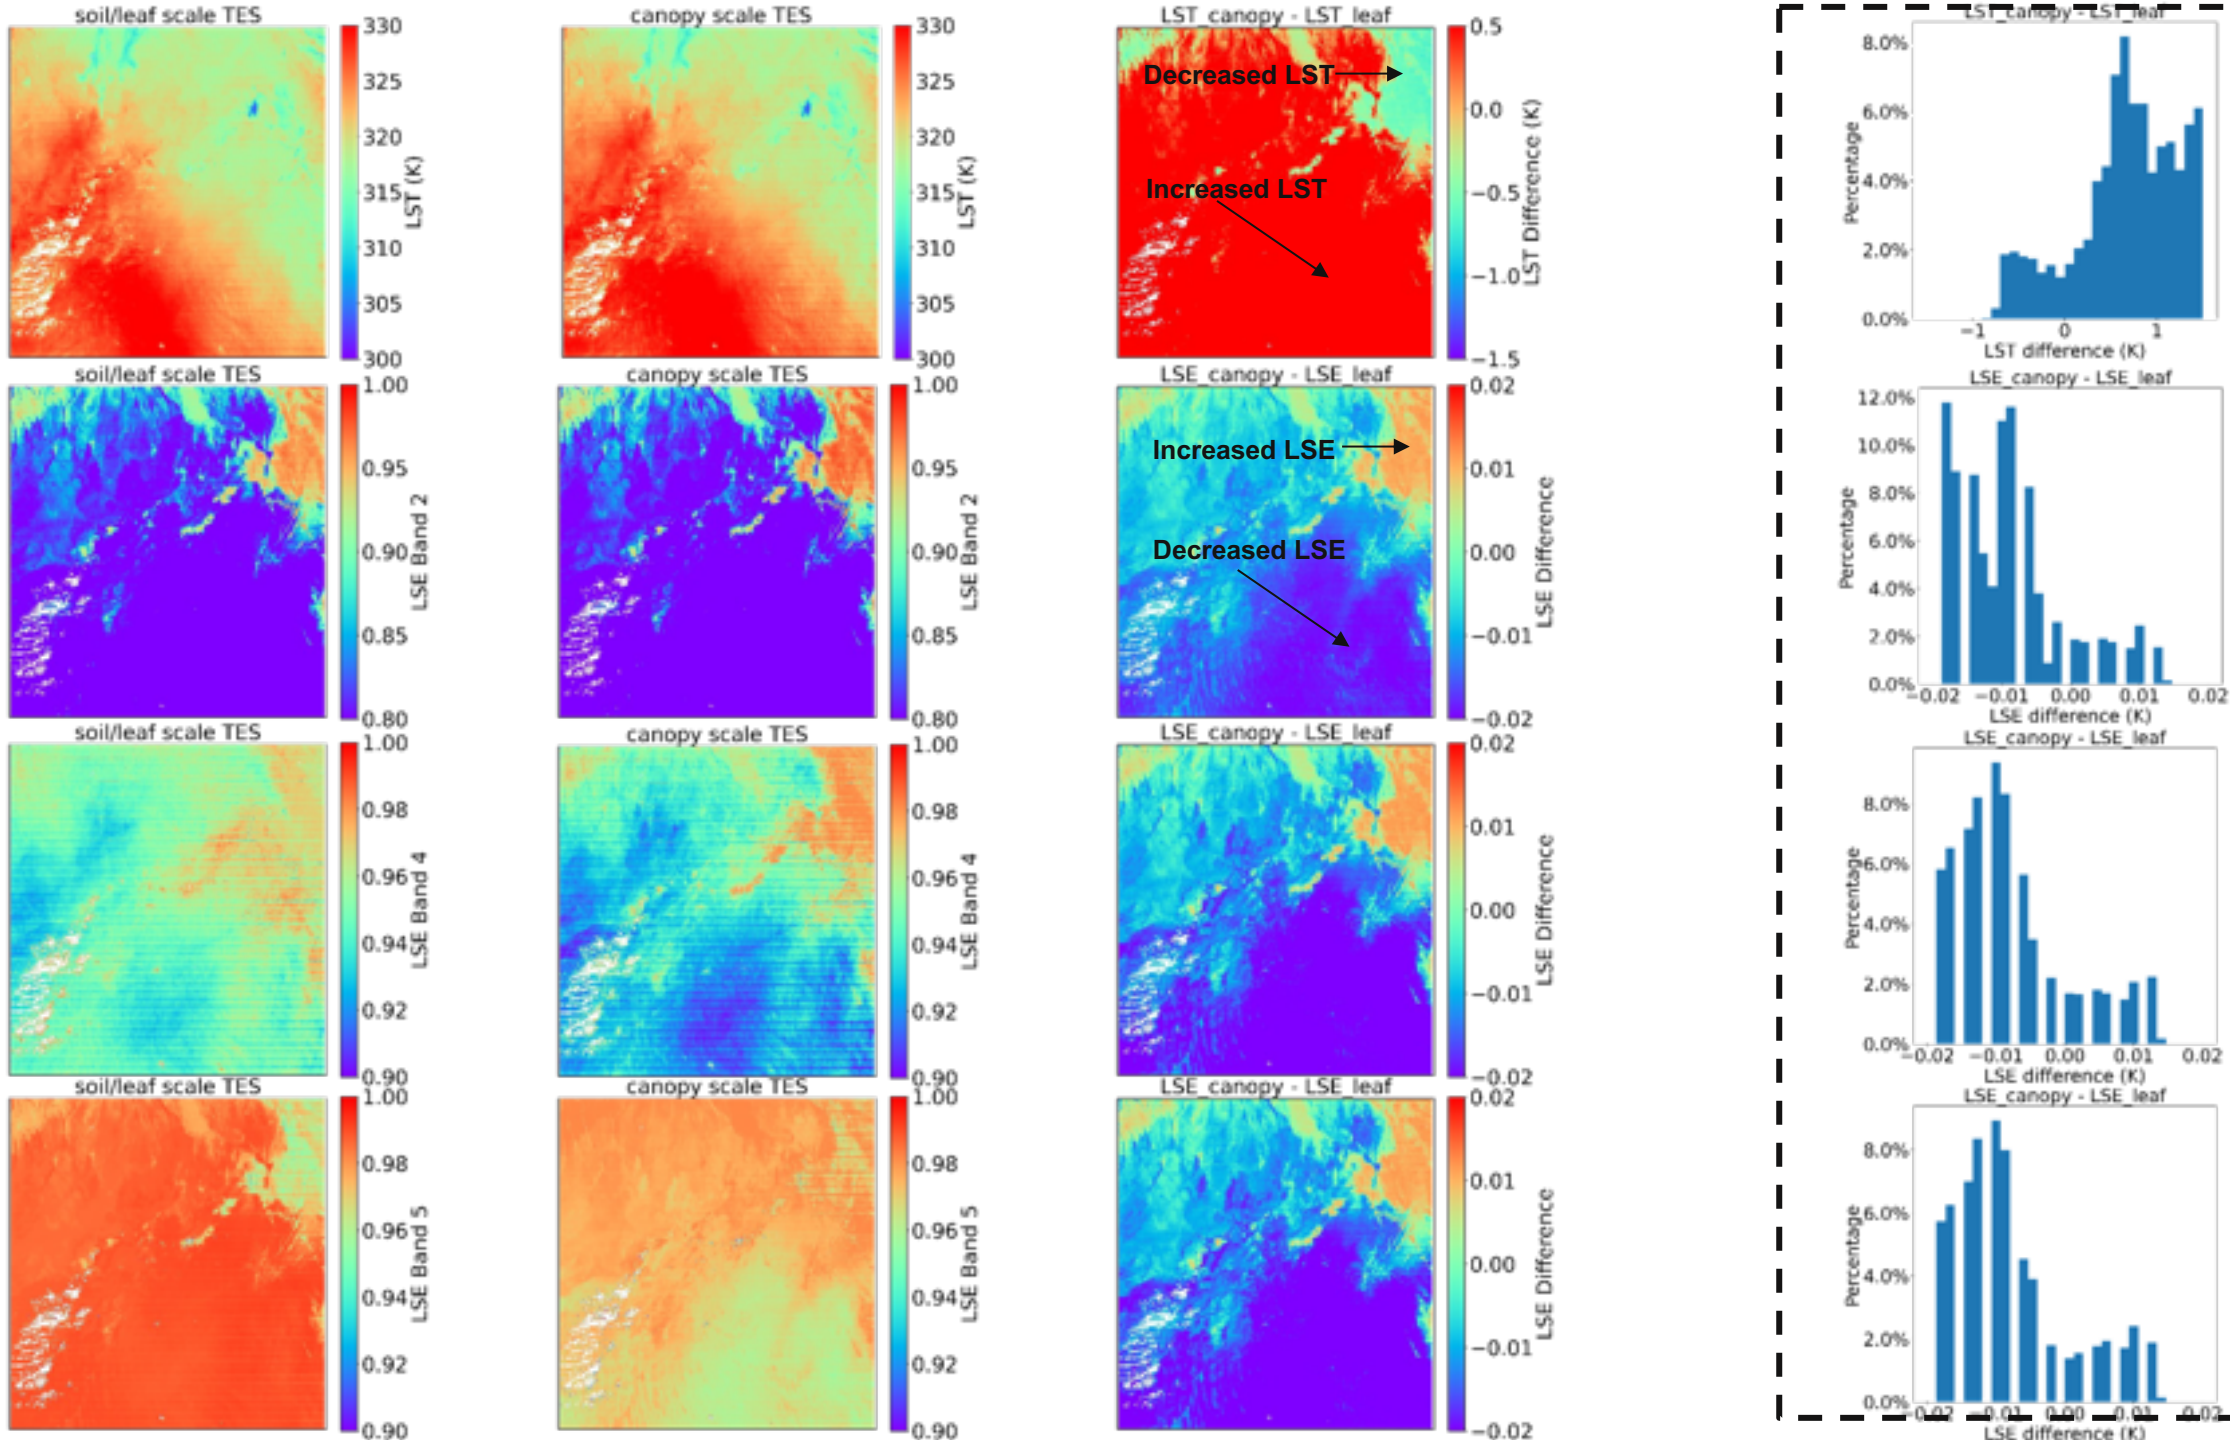 soil/leaf scale TES
330
325
320
315
310
305
300
LST (K)
canopy scale TES
330
325
320
315
310
305
300
LST (K)
LST_canopy - LST_leaf
Decreased LST
Increased LST
0.5
0.0
−0.5
−1.0
−1.5
LST Difference (K)
LST_canopy - LST_leaf
8.0%
6.0%
4.0%
2.0%
0.0%
Percentage
−1
0
1
LST difference (K)
soil/leaf scale TES
1.00
0.95
0.90
0.85
0.80
LSE Band 2
canopy scale TES
1.00
0.95
0.90
0.85
0.80
LSE Band 2
LSE_canopy - LSE_leaf
Increased LSE
Decreased LSE
0.02
0.01
0.00
−0.01
−0.02
LSE Difference
LSE_canopy - LSE_leaf
12.0%
10.0%
8.0%
6.0%
4.0%
2.0%
0.0%
Percentage
−0.02
−0.01
0.00
0.01
0.02
LSE difference (K)
soil/leaf scale TES
1.00
0.98
0.96
0.94
0.92
0.90
LSE Band 4
canopy scale TES
1.00
0.98
0.96
0.94
0.92
0.90
LSE Band 4
LSE_canopy - LSE_leaf
0.02
0.01
0.00
−0.01
−0.02
LSE Difference
LSE_canopy - LSE_leaf
8.0%
6.0%
4.0%
2.0%
0.0%
Percentage
−0.02
−0.01
0.00
0.01
0.02
LSE difference (K)
soil/leaf scale TES
1.00
0.98
0.96
0.94
0.92
0.90
LSE Band 5
canopy scale TES
1.00
0.98
0.96
0.94
0.92
0.90
LSE Band 5
LSE_canopy - LSE_leaf
0.02
0.01
0.00
−0.01
−0.02
LSE Difference
LSE_canopy - LSE_leaf
8.0%
6.0%
4.0%
2.0%
0.0%
Percentage
−0.02
−0.01
0.00
0.01
0.02
LSE difference (K)